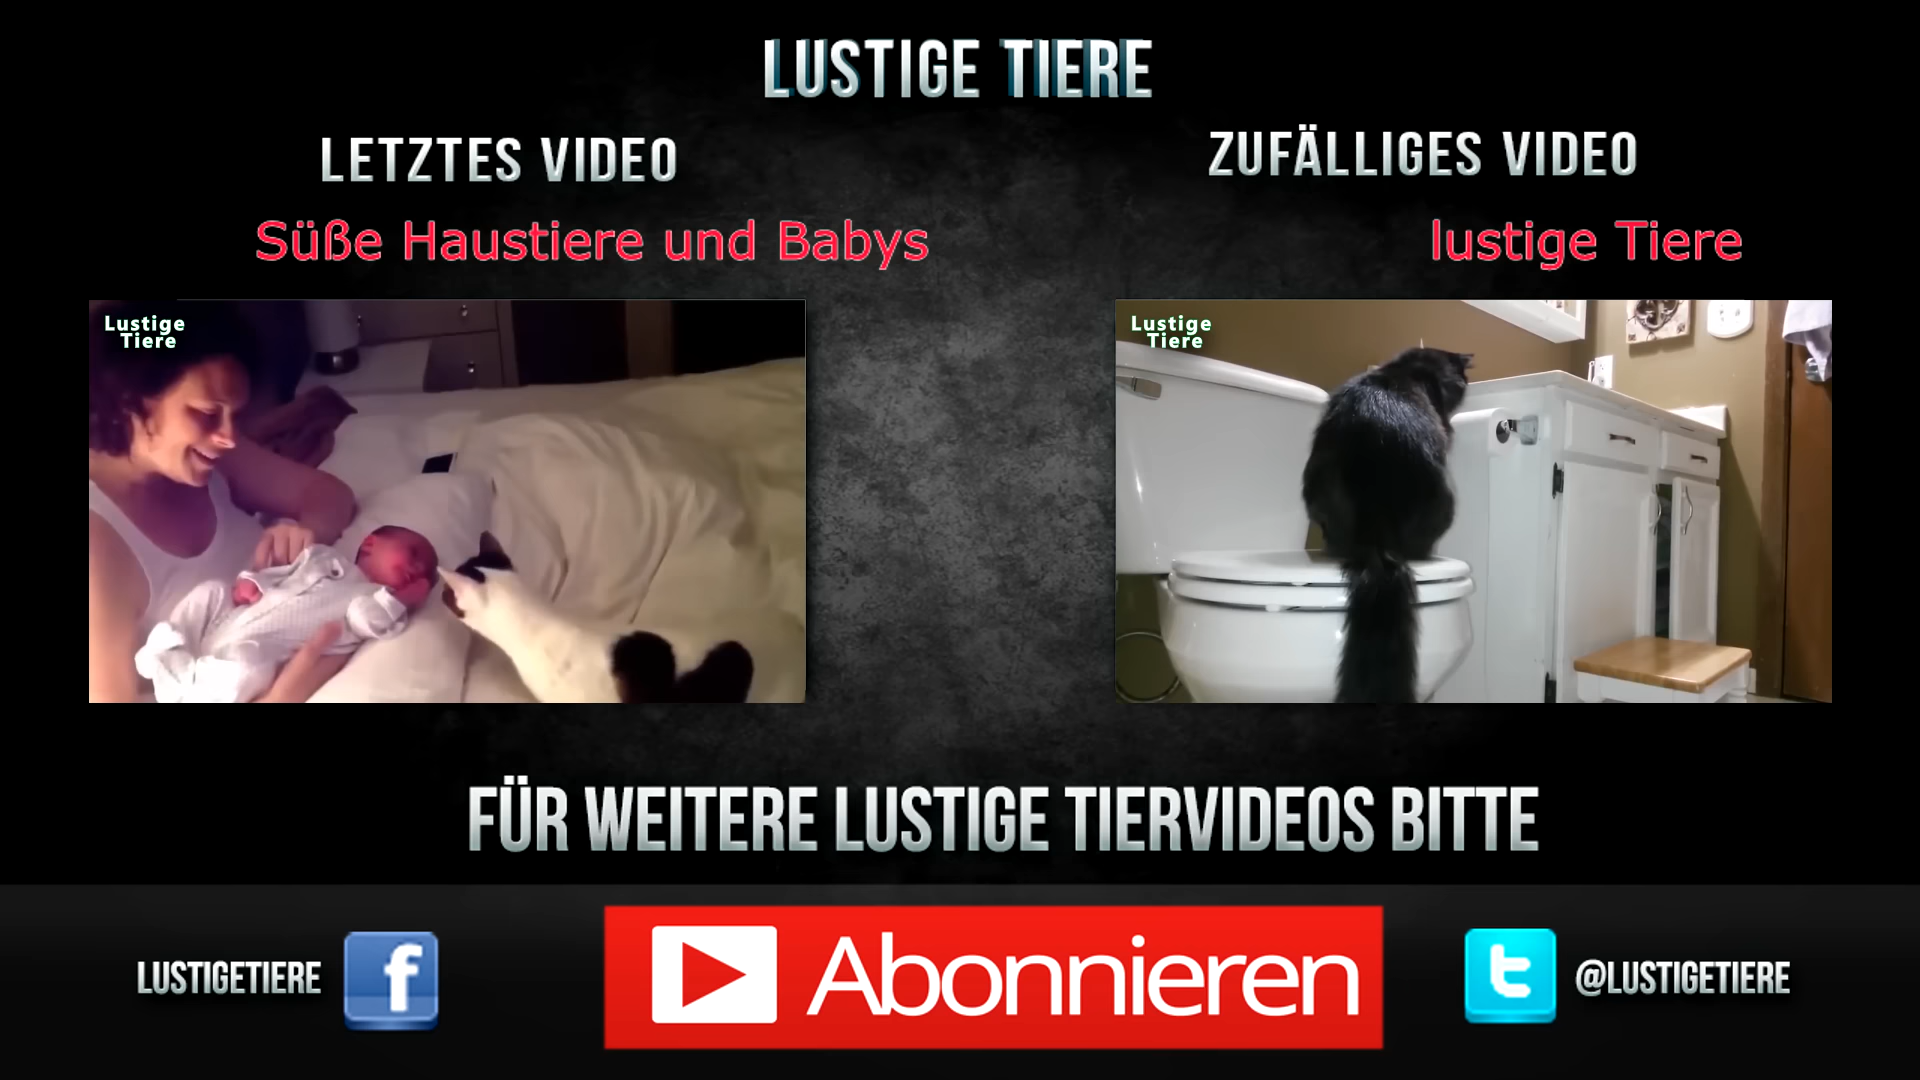 LUSTIGE TIERE
LETZTES VIDEO
ZUFÄLLIGES VIDEO
Süße Haustiere und Babys
lustige Tiere
Lustige
Tiere
Lustige
Tiere
FÜR WEITERE LUSTIGE TIERVIDEOS BITTE
LUSTIGETIERE
f
Abonnieren
t
@LUSTIGETIERE